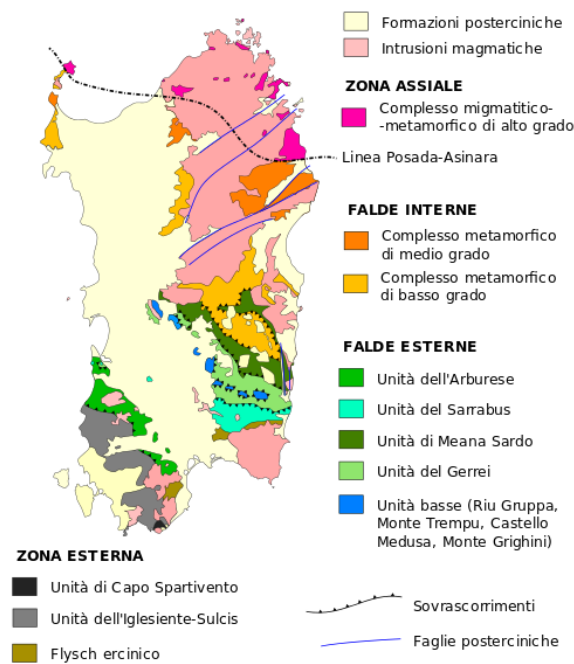 Formazioni posterciniche
Intrusioni magmatiche
ZONA ASSIALE
Complesso migmatitico-
-metamorfico di alto grado
Linea Posada-Asinara
FALDE INTERNE
Complesso metamorfico
di medio grado
Complesso metamorfico
di basso grado
FALDE ESTERNE
Unità dell'Arburese
Unità del Sarrabus
Unità di Meana Sardo
Unità del Gerrei
Unità basse (Riu Gruppa,
Monte Trempu, Castello
Medusa, Monte Grighini)
ZONA ESTERNA
Unità di Capo Spartivento
Unità dell'Iglesiente-Sulcis
Flysch ercinico
Sovrascorrimenti
Faglie posterciniche